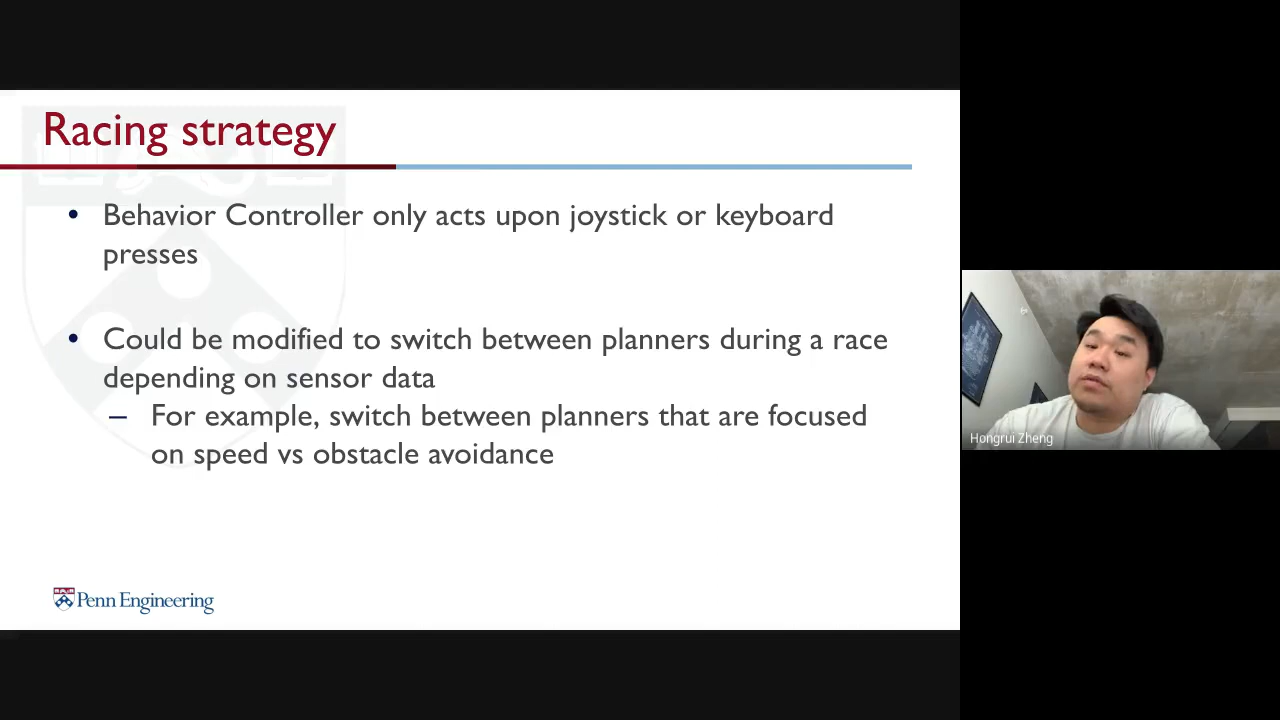 Racing strategy
• Behavior Controller only acts upon joystick or keyboard
presses
• Could be modified to switch between planners during a race
depending on sensor data
– For example, switch between planners that are focused
on speed vs obstacle avoidance
Penn Engineering
Hongrui Zheng